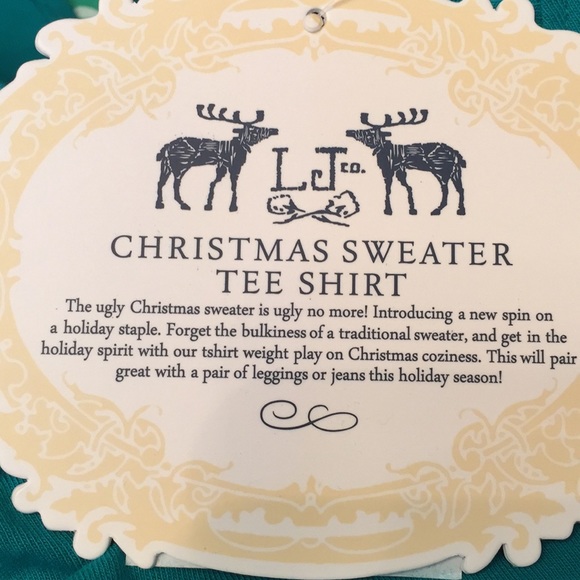 LJ co.
CHRISTMAS SWEATER
TEE SHIRT
The ugly Christmas sweater is ugly no more! Introducing a new spin on
a holiday staple. Forget the bulkiness of a traditional sweater, and get in the
holiday spirit with our tshirt weight play on Christmas coziness. This will pair
great with a pair of leggings or jeans this holiday season!